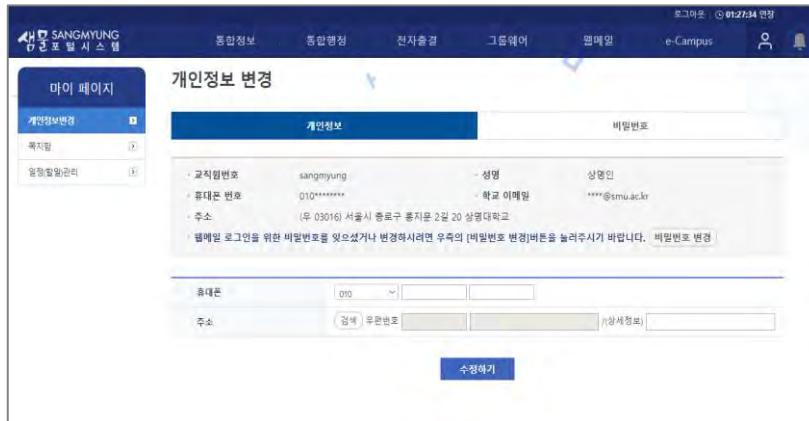 로그아웃 01:27:34 연장
샘물 SANGMYUNG 포털시스템
통합정보 통합행정 전자출결 그룹웨어 웹메일 e-Campus
마이 페이지
개인정보변경
쪽지함
일정(할일)관리
개인정보 변경
개인정보 비밀번호
· 교직원번호 sangmyung · 성명 상명인
· 휴대폰 번호 010******** · 학교 이메일 ****@smu.ac.kr
· 주소 (우 03016) 서울시 종로구 홍지문 2길 20 상명대학교
· 웹메일 로그인을 위한 비밀번호를 잊으셨거나 변경하시려면 우측의 [비밀번호 변경]버튼을 눌러주시기 바랍니다. 비밀번호 변경
휴대폰 010
주소 검색 우편번호 /(상세정보)
수정하기